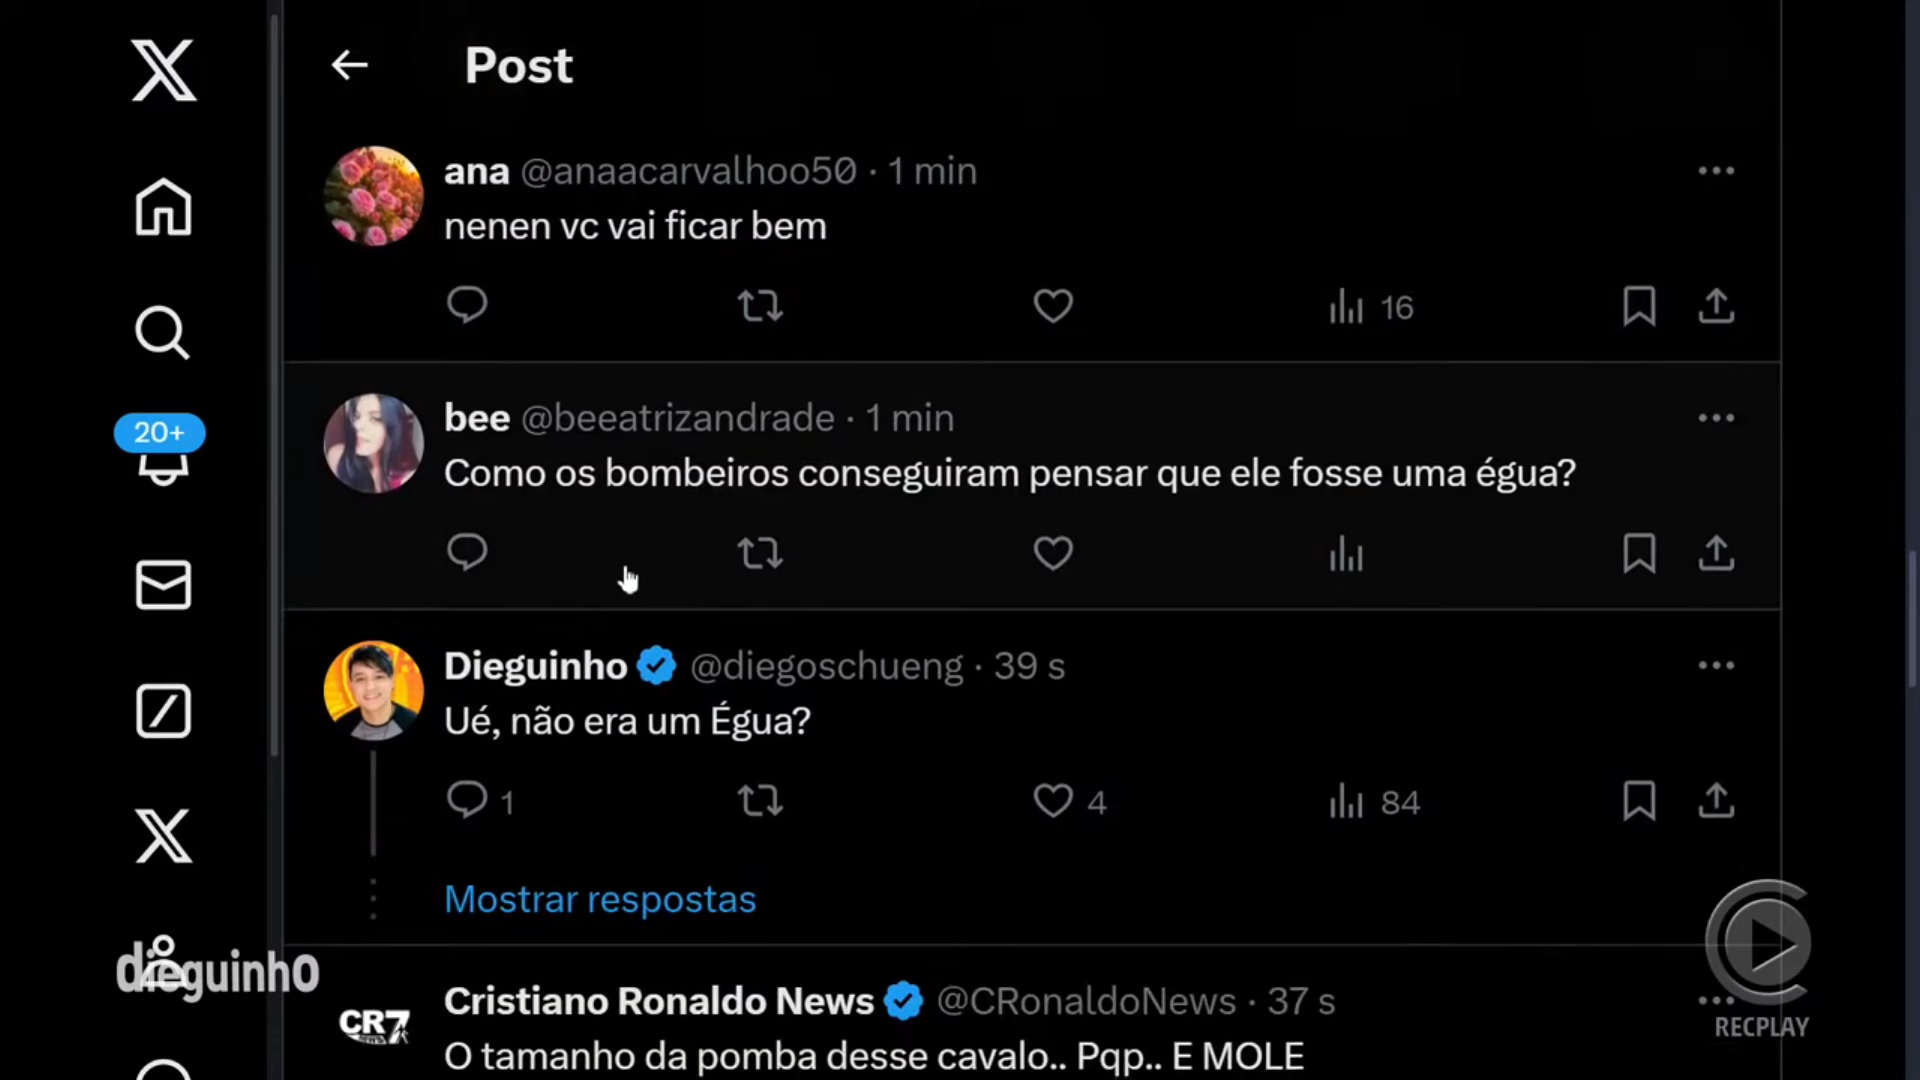 Post
ana @anaacarvalhoo50 · 1 min
nenen vc vai ficar bem
16
20+
bee @beeatrizandrade · 1 min
Como os bombeiros conseguiram pensar que ele fosse uma égua?
Dieguinho @diegoschueng · 39 s
Ué, não era um Égua?
1 4 84
Mostrar respostas
dieguinho
Cristiano Ronaldo News @CRonaldoNews · 37 s
CR7
NEWS
RECPLAY
O tamanho da pomba desse cavalo.. Pqp.. E MOLE